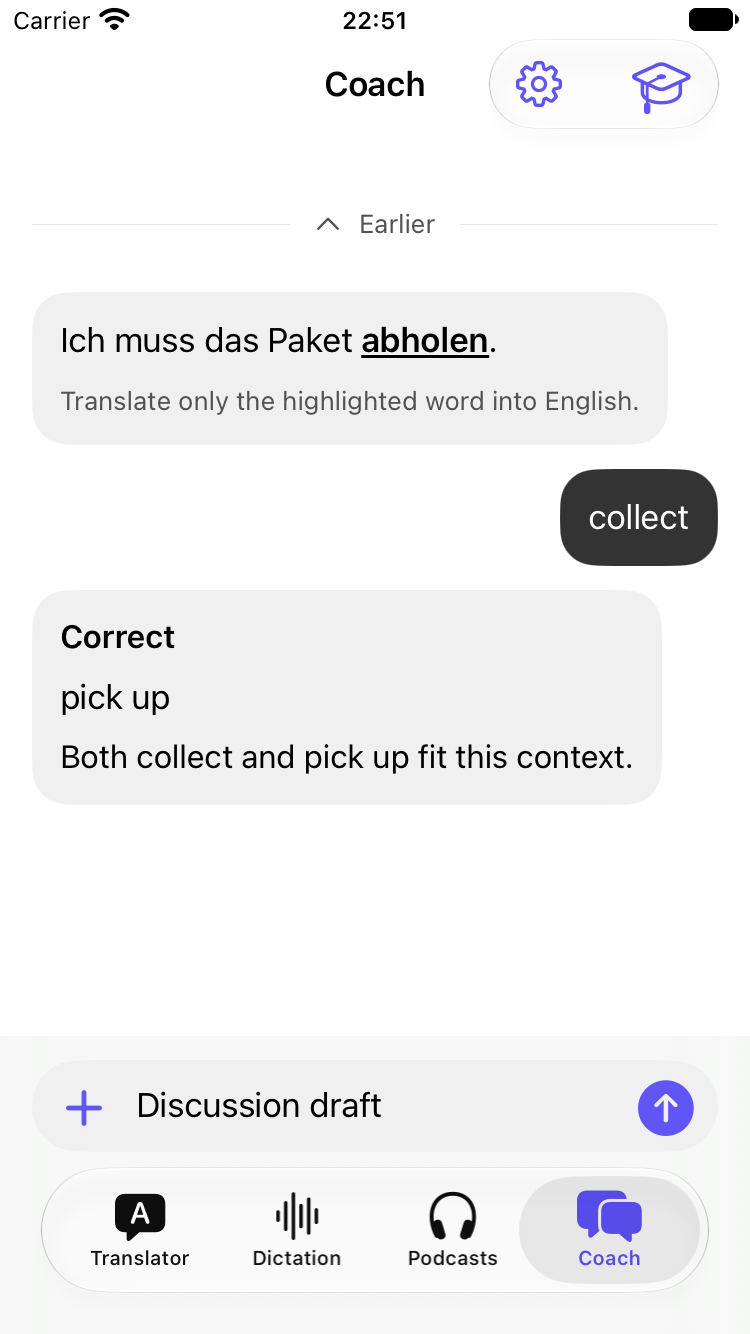 Carrier 22:51
Coach
Earlier
Ich muss das Paket abholen.
Translate only the highlighted word into English.
collect
Correct
pick up
Both collect and pick up fit this context.
Discussion draft
A
Translator Dictation Podcasts Coach